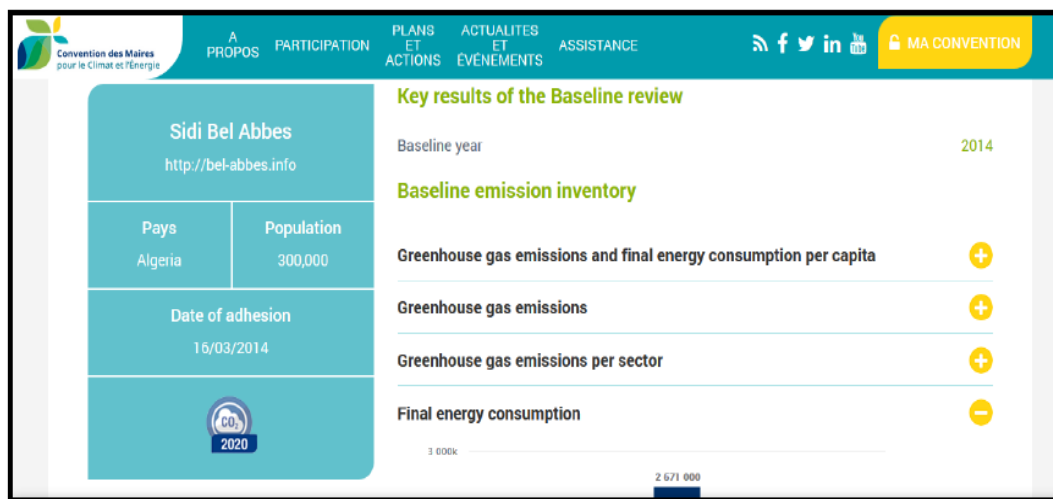 Convention des Maires
pour le Climat et l'Énergie
A
PROPOS
PARTICIPATION
PLANS
ET
ACTIONS
ACTUALITES
ET
ÉVÉNEMENTS
ASSISTANCE
in
You
Tube
MA CONVENTION
Sidi Bel Abbes
http://bel-abbes.info
Pays
Algeria
Population
300,000
Date of adhesion
16/03/2014
CO2
2020
Key results of the Baseline review
Baseline year 2014
Baseline emission inventory
Greenhouse gas emissions and final energy consumption per capita
Greenhouse gas emissions
Greenhouse gas emissions per sector
Final energy consumption
3 000k
2 671 000